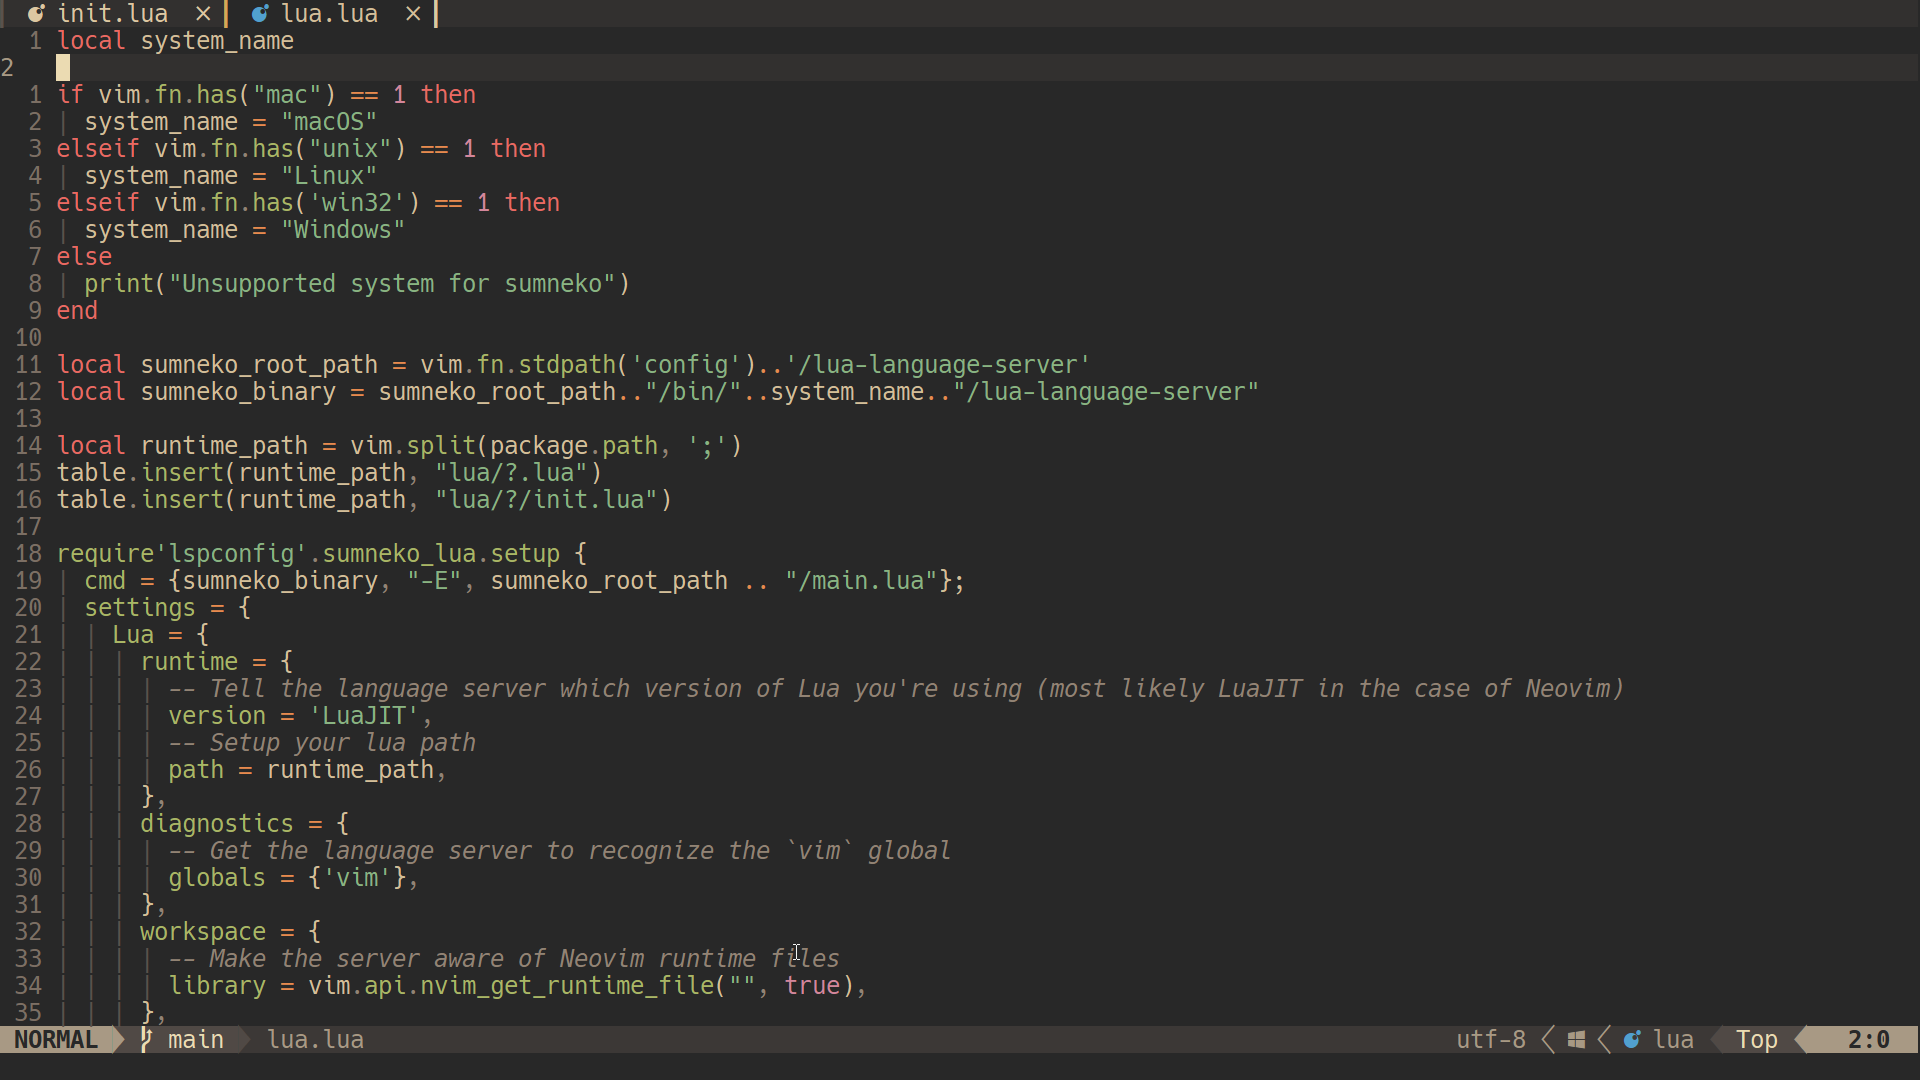 init.lua × lua.lua ×
1 local system_name
2
1 if vim.fn.has("mac") == 1 then
2 | system_name = "macOS"
3 elseif vim.fn.has("unix") == 1 then
4 | system_name = "Linux"
5 elseif vim.fn.has('win32') == 1 then
6 | system_name = "Windows"
7 else
8 | print("Unsupported system for sumneko")
9 end
10
11 local sumneko_root_path = vim.fn.stdpath('config')..'/lua-language-server'
12 local sumneko_binary = sumneko_root_path.."/bin/"..system_name.."/lua-language-server"
13
14 local runtime_path = vim.split(package.path, ';')
15 table.insert(runtime_path, "lua/?.lua")
16 table.insert(runtime_path, "lua/?/init.lua")
17
18 require'lspconfig'.sumneko_lua.setup {
19 | cmd = {sumneko_binary, "-E", sumneko_root_path .. "/main.lua"};
20 | settings = {
21 | | Lua = {
22 | | | runtime = {
23 | | | | -- Tell the language server which version of Lua you're using (most likely LuaJIT in the case of Neovim)
24 | | | | version = 'LuaJIT',
25 | | | | -- Setup your lua path
26 | | | | path = runtime_path,
27 | | | },
28 | | | diagnostics = {
29 | | | | -- Get the language server to recognize the `vim` global
30 | | | | globals = {'vim'},
31 | | | },
32 | | | workspace = {
33 | | | | -- Make the server aware of Neovim runtime files
34 | | | | library = vim.api.nvim_get_runtime_file("", true),
35 | | | },
NORMAL main lua.lua utf-8 lua Top 2:0